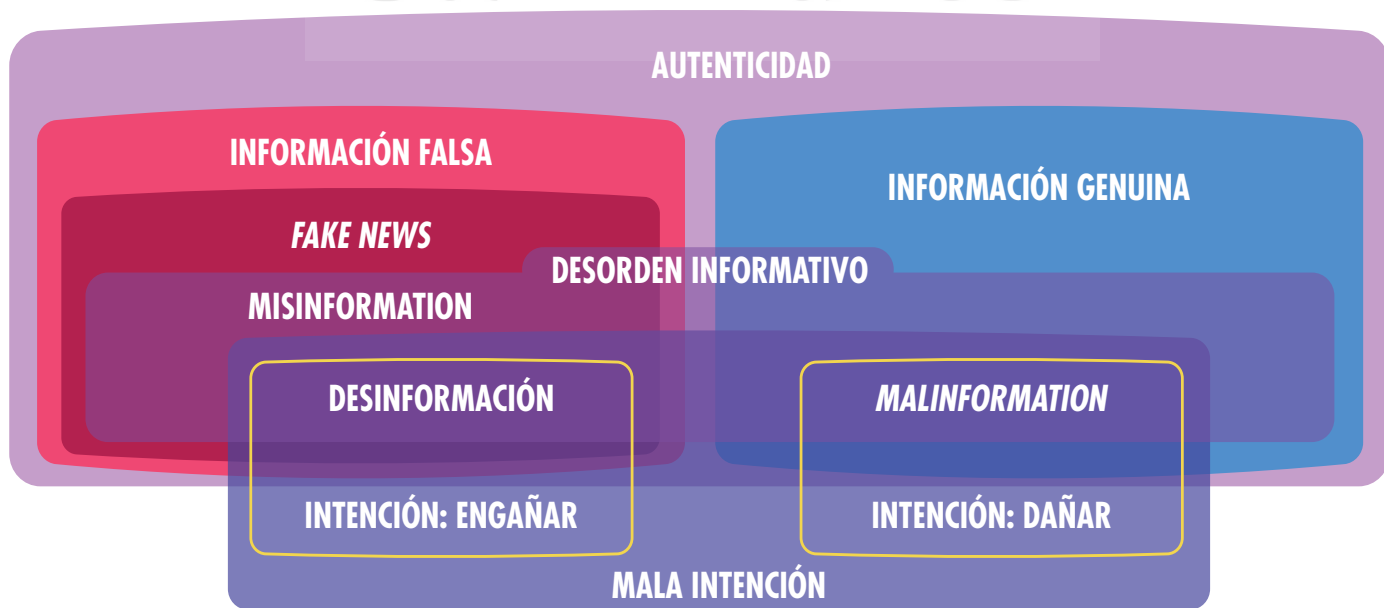 AUTENTICIDAD
INFORMACIÓN FALSA
INFORMACIÓN GENUINA
FAKE NEWS
DESORDEN INFORMATIVO
MISINFORMATION
DESINFORMACIÓN
MALINFORMATION
INTENCIÓN: ENGAÑAR
INTENCIÓN: DAÑAR
MALA INTENCIÓN